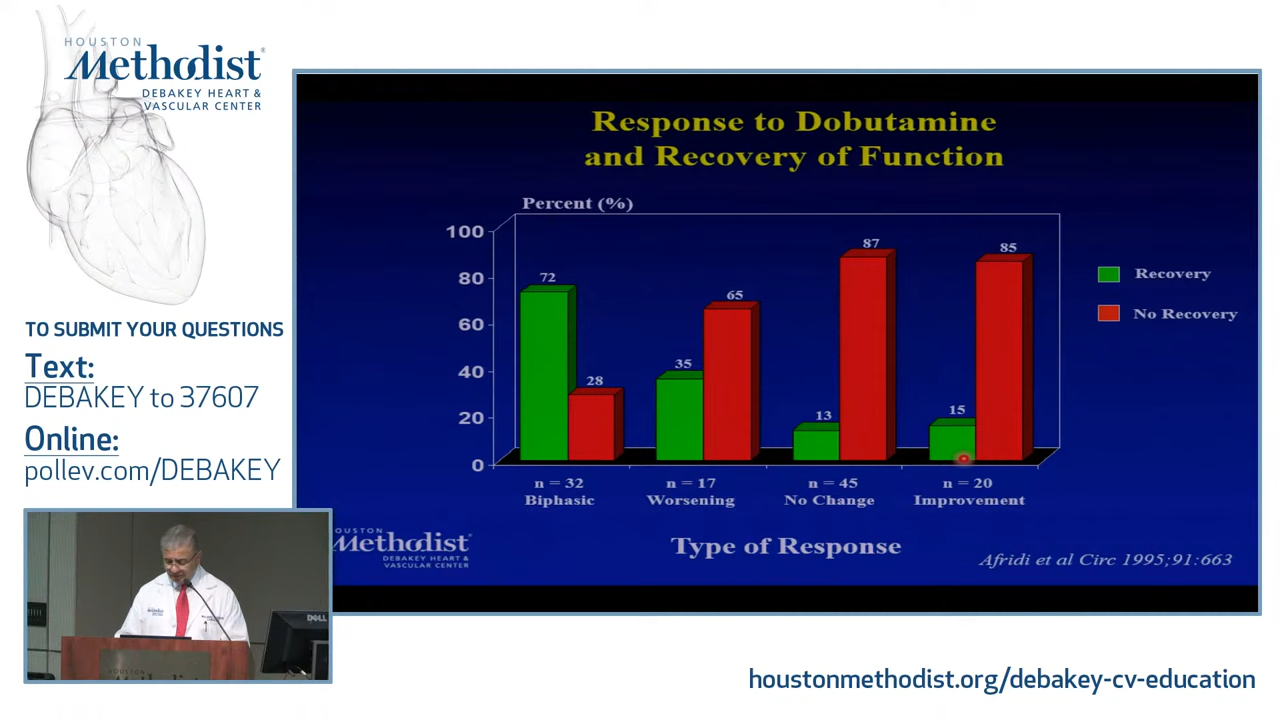 HOUSTON
Methodist®
DEBAKEY HEART &
VASCULAR CENTER
TO SUBMIT YOUR QUESTIONS
Text:
DEBAKEY to 37607
Online:
pollev.com/DEBAKEY
Response to Dobutamine
and Recovery of Function
Percent (%)
100
80
60
40
20
0
72
28
35
65
13
87
15
85
Recovery
No Recovery
n = 32
Biphasic
n = 17
Worsening
n = 45
No Change
n = 20
Improvement
Type of Response
HOUSTON
Methodist
DEBAKEY HEART &
VASCULAR CENTER
Afridi et al Circ 1995;91:663
DELL
HOUSTON
Methodist
houstonmethodist.org/debakey-cv-education